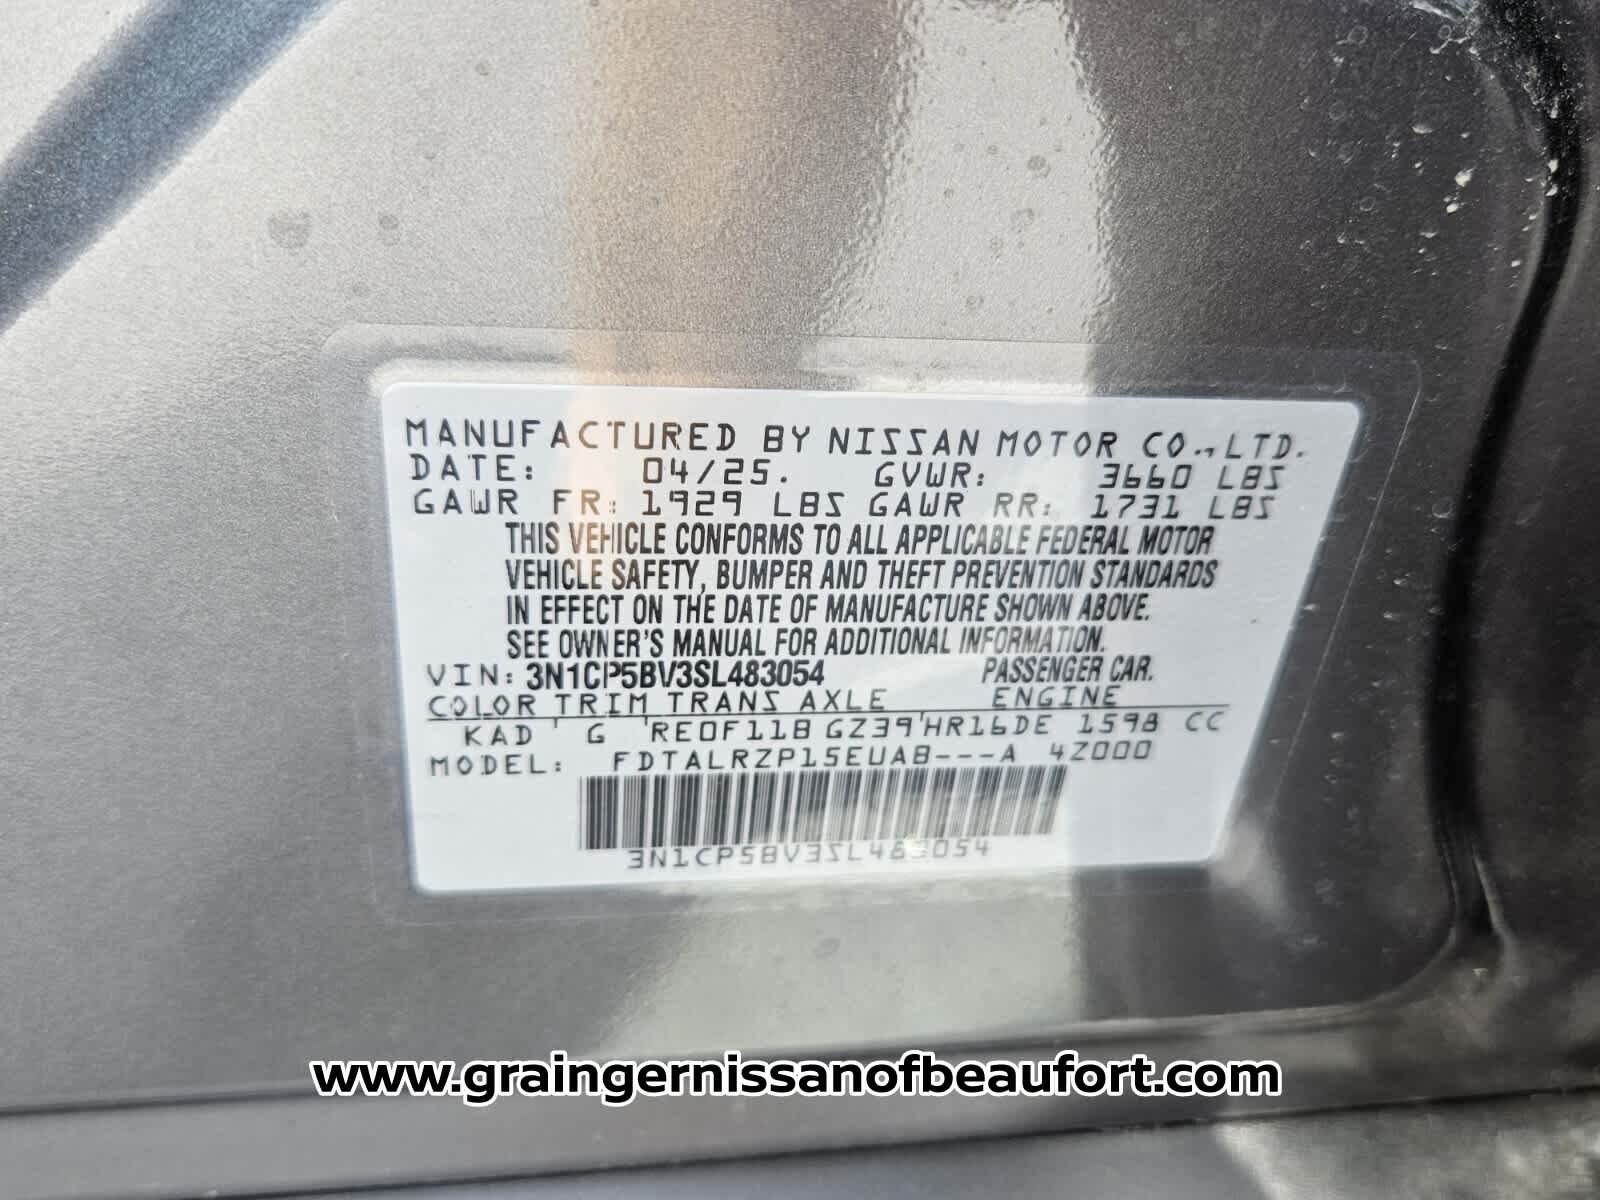 MANUFACTURED BY NISSAN MOTOR CO., LTD.
DATE: 04/25. GVWR: 3660 LBS
GAWR FR: 1929 LBS GAWR RR: 1731 LBS
THIS VEHICLE CONFORMS TO ALL APPLICABLE FEDERAL MOTOR
VEHICLE SAFETY, BUMPER AND THEFT PREVENTION STANDARDS
IN EFFECT ON THE DATE OF MANUFACTURE SHOWN ABOVE.
SEE OWNER'S MANUAL FOR ADDITIONAL INFORMATION.
VIN: 3N1CP5BV3SL483054 PASSENGER CAR.
COLOR TRIM TRANS AXLE ENGINE
KAD ' G 'RE0F11B GZ39'HR16DE 1598 CC
MODEL: FDTALRZP15EUAB---A 4Z000
3N1CP5BV3SL483054
www.graingernissanofbeaufort.com